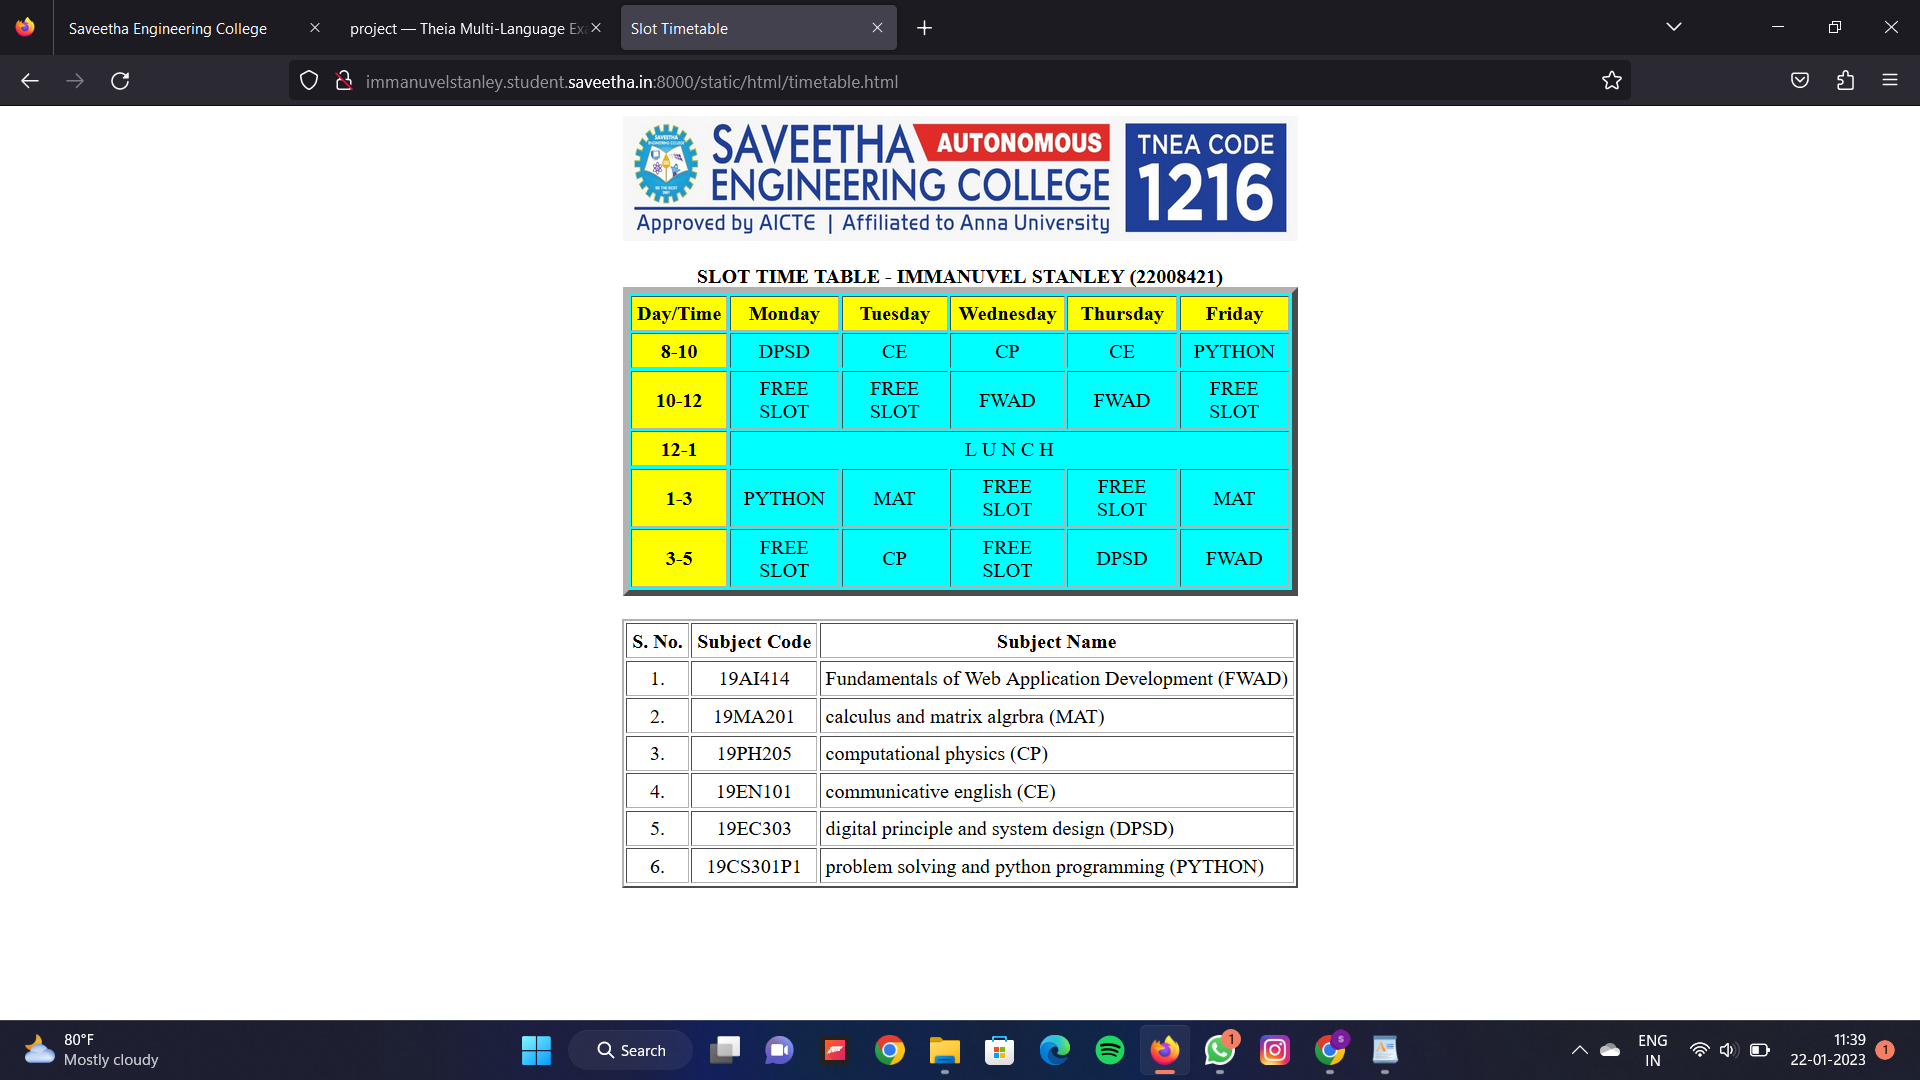 Saveetha Engineering College
project — Theia Multi-Language Ex
Slot Timetable
immanuvelstanley.student.saveetha.in:8000/static/html/timetable.html
SAVEETHA AUTONOMOUS
ENGINEERING COLLEGE
Approved by AICTE | Affiliated to Anna University
TNEA CODE
1216
SLOT TIME TABLE - IMMANUVEL STANLEY (22008421)
Day/Time Monday Tuesday Wednesday Thursday Friday
8-10 DPSD CE CP CE PYTHON
10-12 FREE SLOT FREE SLOT FWAD FWAD FREE SLOT
12-1 L U N C H
1-3 PYTHON MAT FREE SLOT FREE SLOT MAT
3-5 FREE SLOT CP FREE SLOT DPSD FWAD
S. No. Subject Code Subject Name
1. 19AI414 Fundamentals of Web Application Development (FWAD)
2. 19MA201 calculus and matrix algrbra (MAT)
3. 19PH205 computational physics (CP)
4. 19EN101 communicative english (CE)
5. 19EC303 digital principle and system design (DPSD)
6. 19CS301P1 problem solving and python programming (PYTHON)
80°F
Mostly cloudy
Search
1
S
ENG
IN
11:39
22-01-2023
1